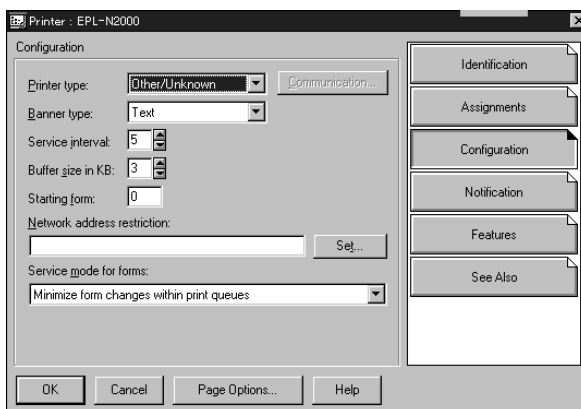 Printer : EPL-N2000
Configuration
Printer type: Other/Unknown Communication...
Banner type: Text
Service interval: 5
Buffer size in KB: 3
Starting form: 0
Network address restriction:
Set...
Service mode for forms:
Minimize form changes within print queues
OK Cancel Page Options... Help
Identification
Assignments
Configuration
Notification
Features
See Also